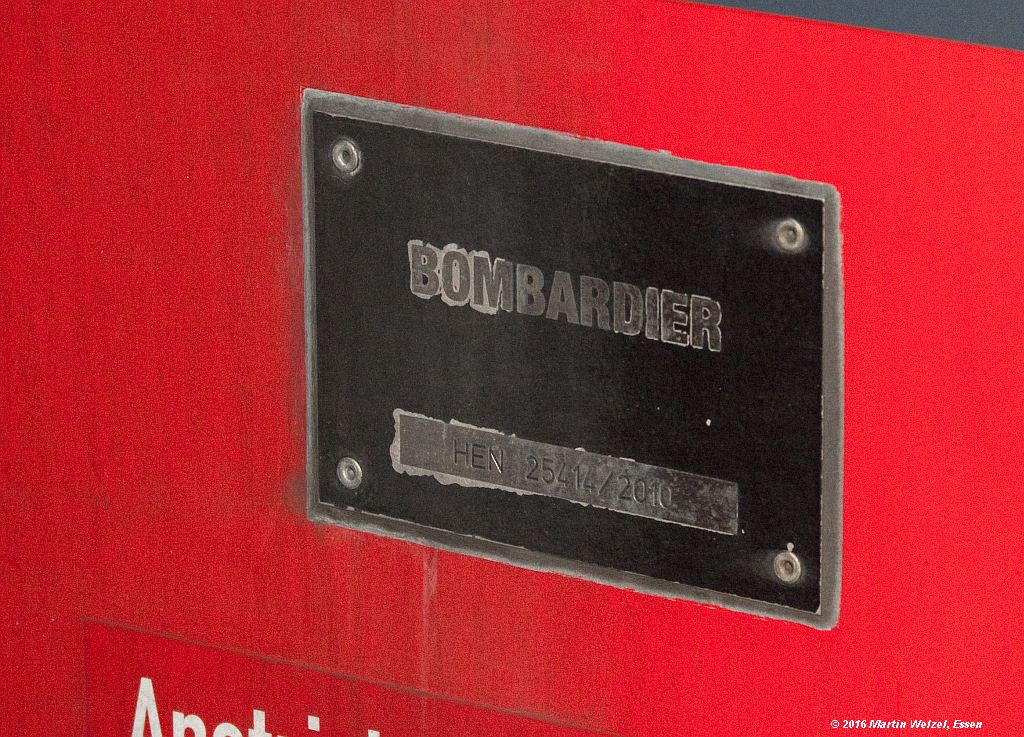 BOMBARDIER
HEN 25414/2010
© 2016 Martin Welzel, Essen